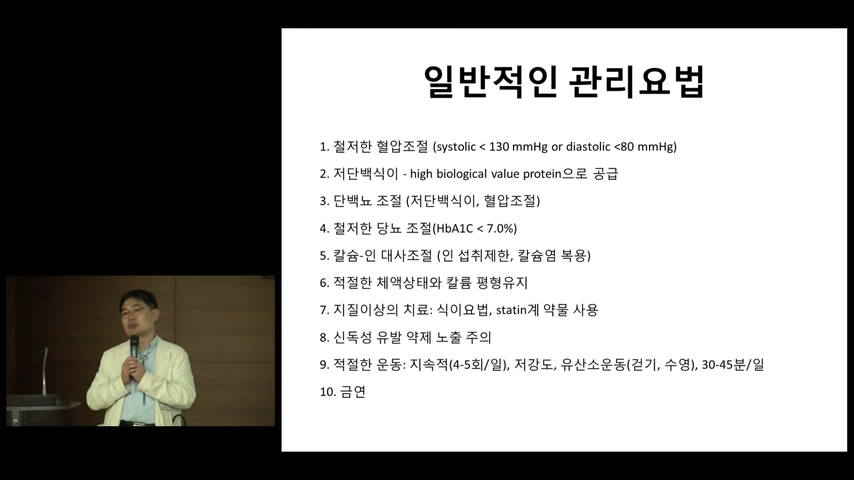 일반적인 관리요법
1. 철저한 혈압조절 (systolic < 130 mmHg or diastolic <80 mmHg)
2. 저단백식이 - high biological value protein으로 공급
3. 단백뇨 조절 (저단백식이, 혈압조절)
4. 철저한 당뇨 조절(HbA1C < 7.0%)
5. 칼슘-인 대사조절 (인 섭취제한, 칼슘염 복용)
6. 적절한 체액상태와 칼륨 평형유지
7. 지질이상의 치료: 식이요법, statin계 약물 사용
8. 신독성 유발 약제 노출 주의
9. 적절한 운동: 지속적(4-5회/일), 저강도, 유산소운동(걷기, 수영), 30-45분/일
10. 금연